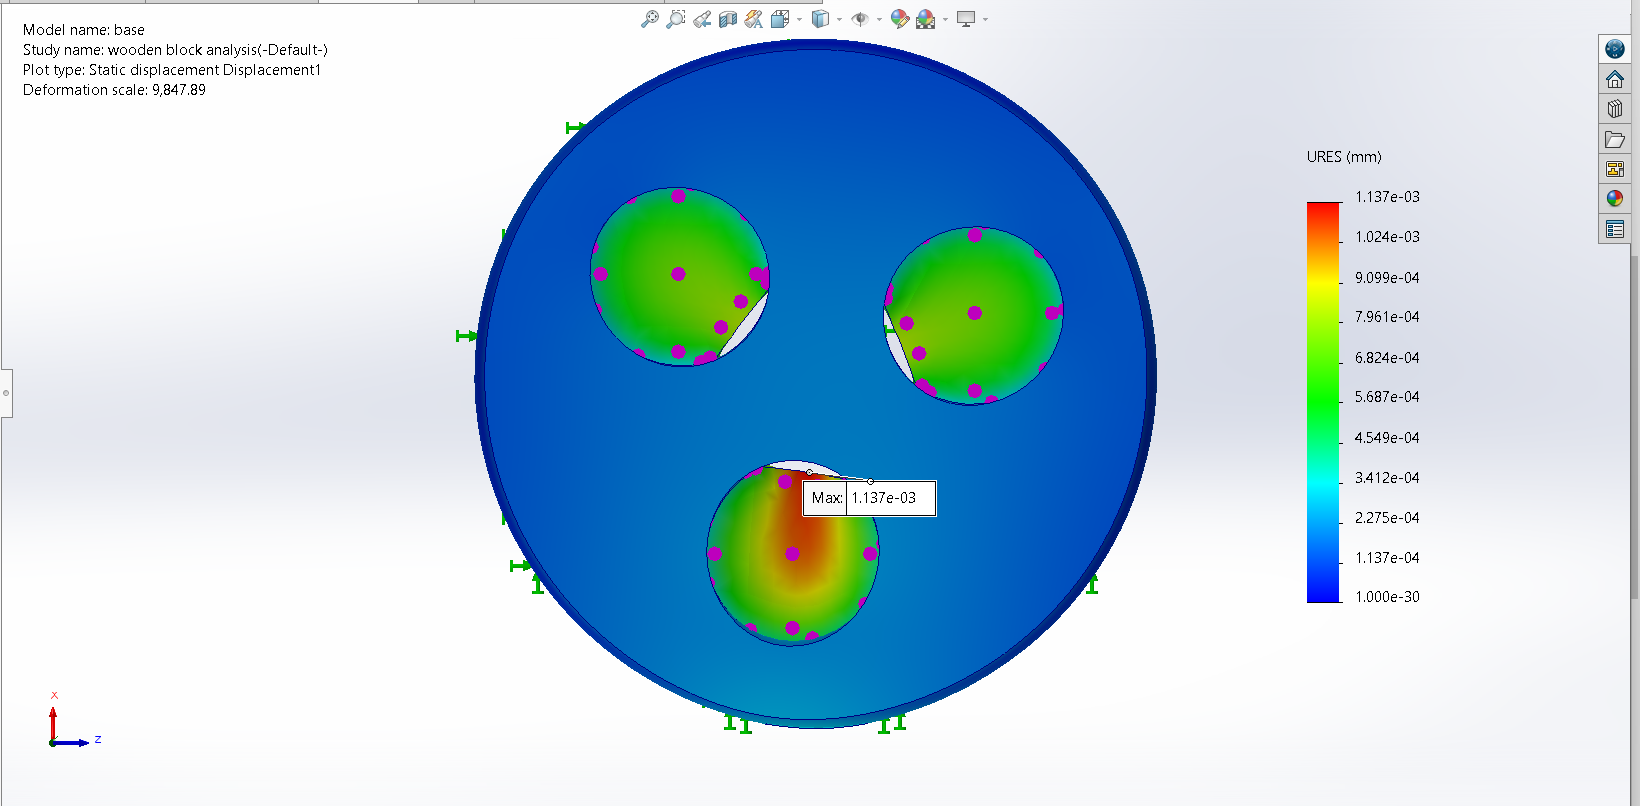 Model name: base
Study name: wooden block analysis(-Default-)
Plot type: Static displacement Displacement1
Deformation scale: 9,847.89
URES (mm)
1.137e-03
1.024e-03
9.099e-04
7.961e-04
6.824e-04
5.687e-04
4.549e-04
3.412e-04
2.275e-04
1.137e-04
1.000e-30
Max: 1.137e-03
X
Z